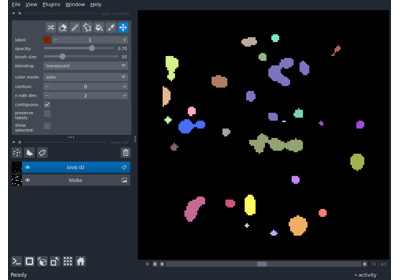 File View Plugins Window Help
label: 1
opacity: 0.70
brush size: 10
blending: translucent
color mode: auto
contour: 0
n edit dim: 2
contiguous:
preserve
labels:
show
selected:
blob ID
blobs
0
Ready
activity